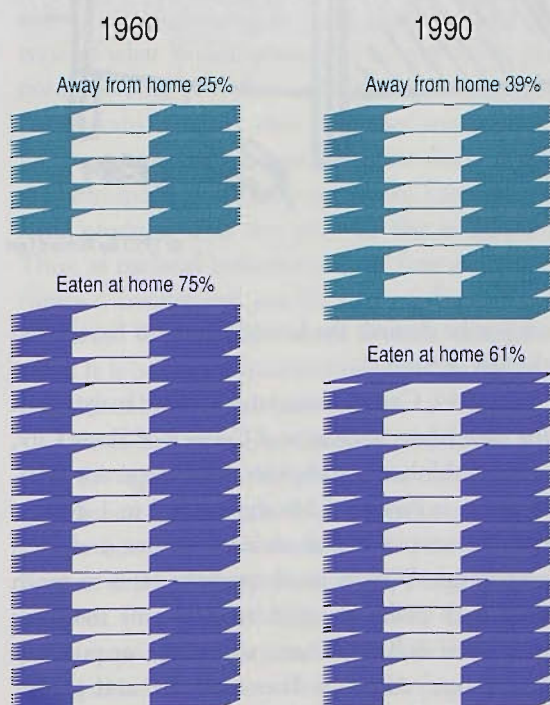 1960
Away from home 25%
Eaten at home 75%
1990
Away from home 39%
Eaten at home 61%